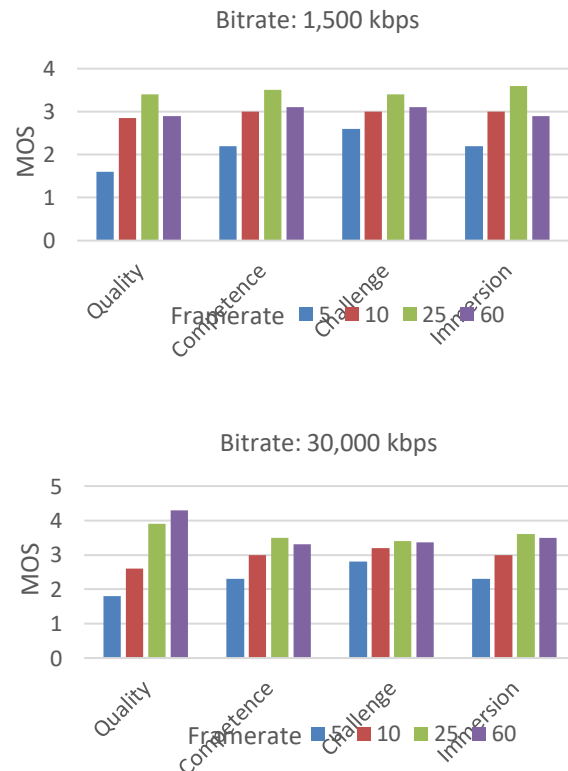 Bitrate: 1,500 kbps
4
3
2
1
0
MOS
Quality
Competence
Challenge
Immersion
Framerate 5 10 25 60
Bitrate: 30,000 kbps
5
4
3
2
1
0
MOS
Quality
Competence
Challenge
Immersion
Framerate 5 10 25 60